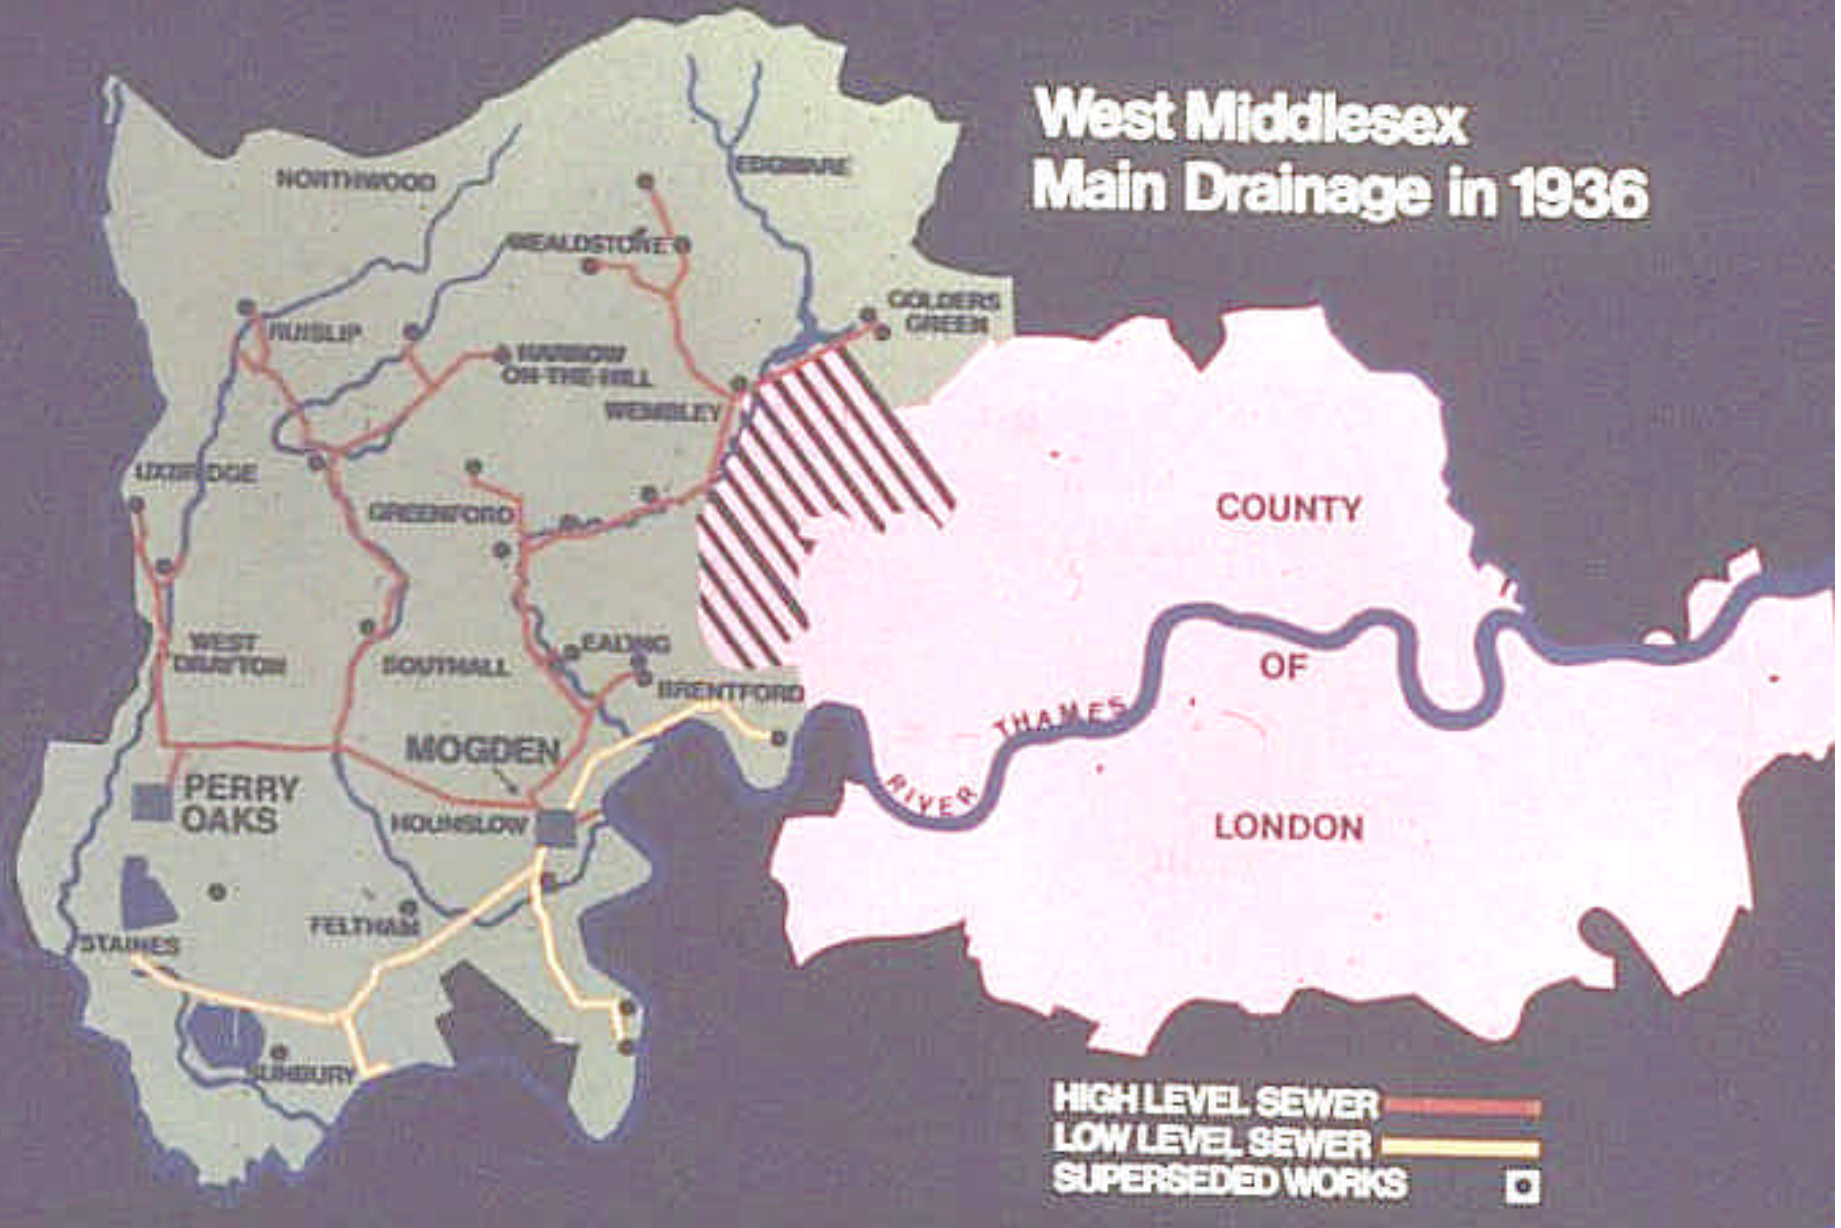 West Middlesex
Main Drainage in 1936
NORTHWOOD
EDGWARE
WEALDSTONE
GOLDERS
GREEN
RUISLIP
HARROW
ON-THE-HILL
WEMBLEY
UXBRIDGE
GREENFORD
COUNTY
WEST
DRAYTON
SOUTHALL
EALING
BRENTFORD
OF
RIVER THAMES
MOGDEN
PERRY
OAKS
HOUNSLOW
LONDON
FELTHAM
STAINES
SUNBURY
HIGH LEVEL SEWER
LOW LEVEL SEWER
SUPERSEDED WORKS